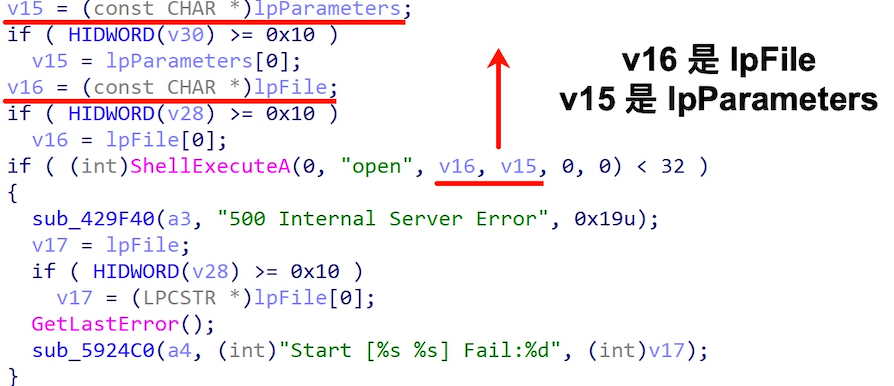 v15 = (const CHAR *)lpParameters;
if ( HIDWORD(v30) >= 0x10 )
v15 = lpParameters[0];
v16 = (const CHAR *)lpFile;
if ( HIDWORD(v28) >= 0x10 )
v16 = lpFile[0];
if ( (int)ShellExecuteA(0, "open", v16, v15, 0, 0) < 32 )
{
sub_429F40(a3, "500 Internal Server Error", 0x19u);
v17 = lpFile;
if ( HIDWORD(v28) >= 0x10 )
v17 = (LPCSTR *)lpFile[0];
GetLastError();
sub_5924C0(a4, (int)"Start [%s %s] Fail:%d", (int)v17);
}
v16 是 lpFile
v15 是 lpParameters